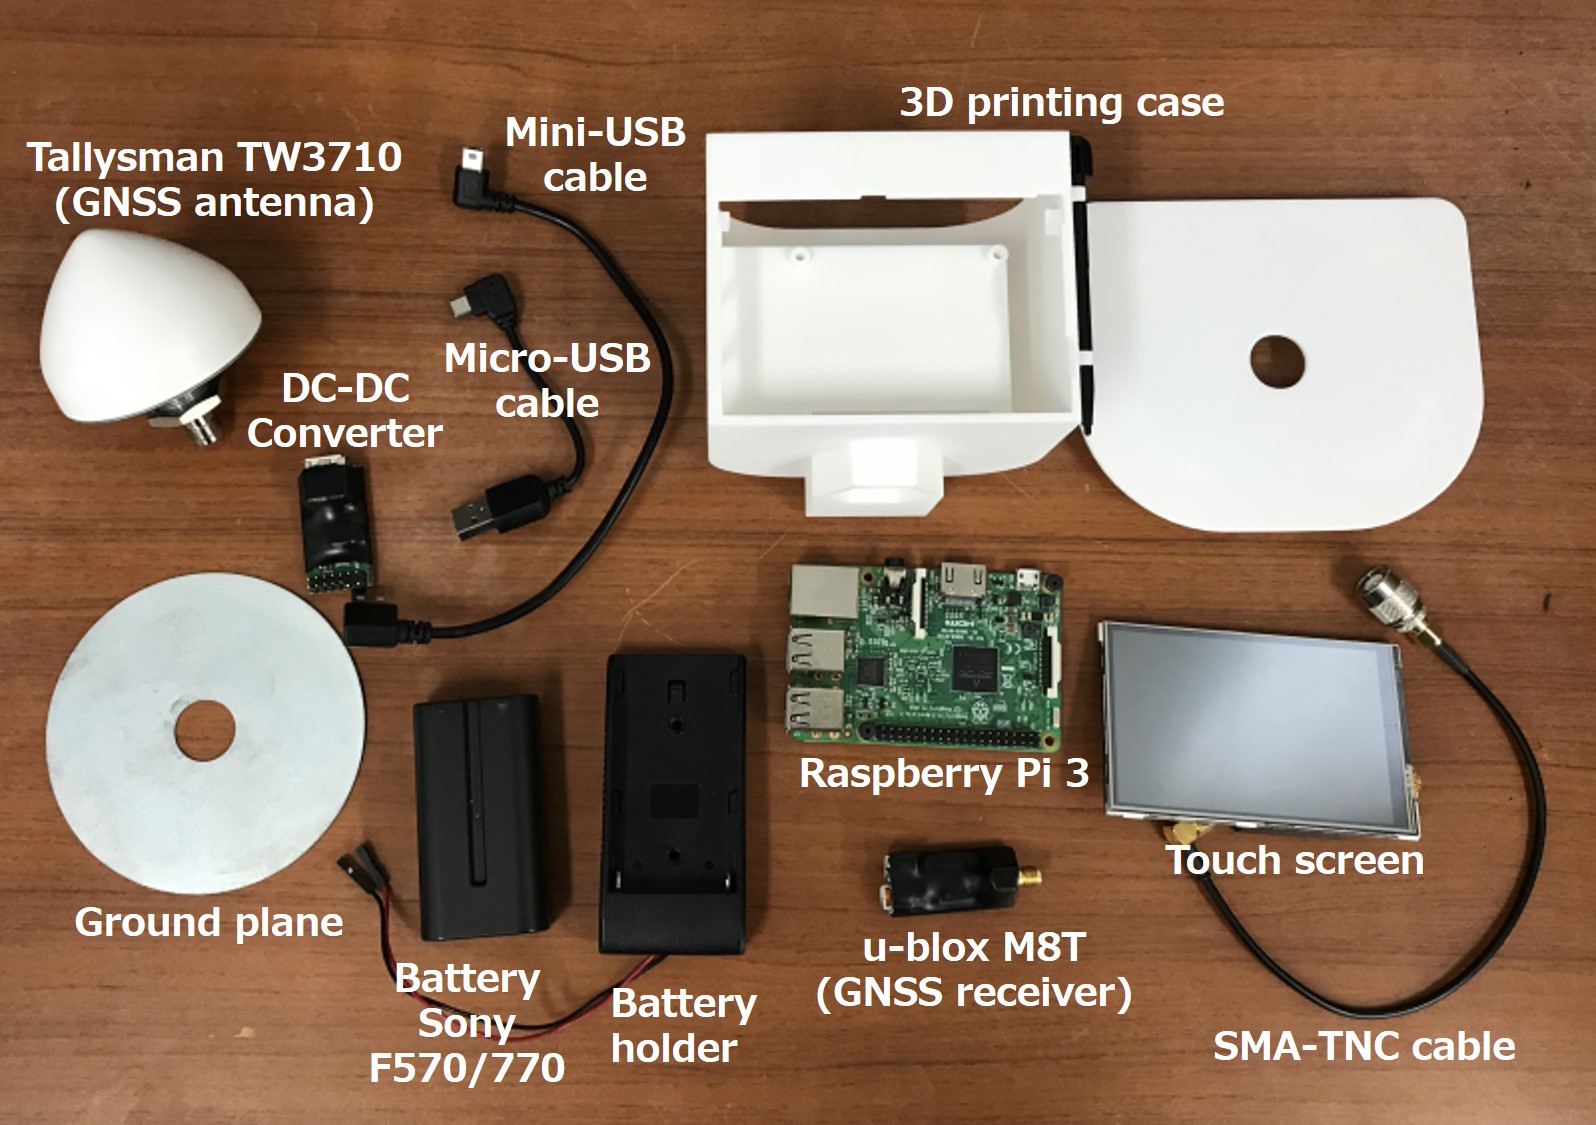 3D printing case
Mini-USB
cable
Tallysman TW3710
(GNSS antenna)
Micro-USB
cable
DC-DC
Converter
HDMI
Raspberry Pi 3
Touch screen
Ground plane
u-blox M8T
(GNSS receiver)
Battery
Sony
F570/770
Battery
holder
SMA-TNC cable